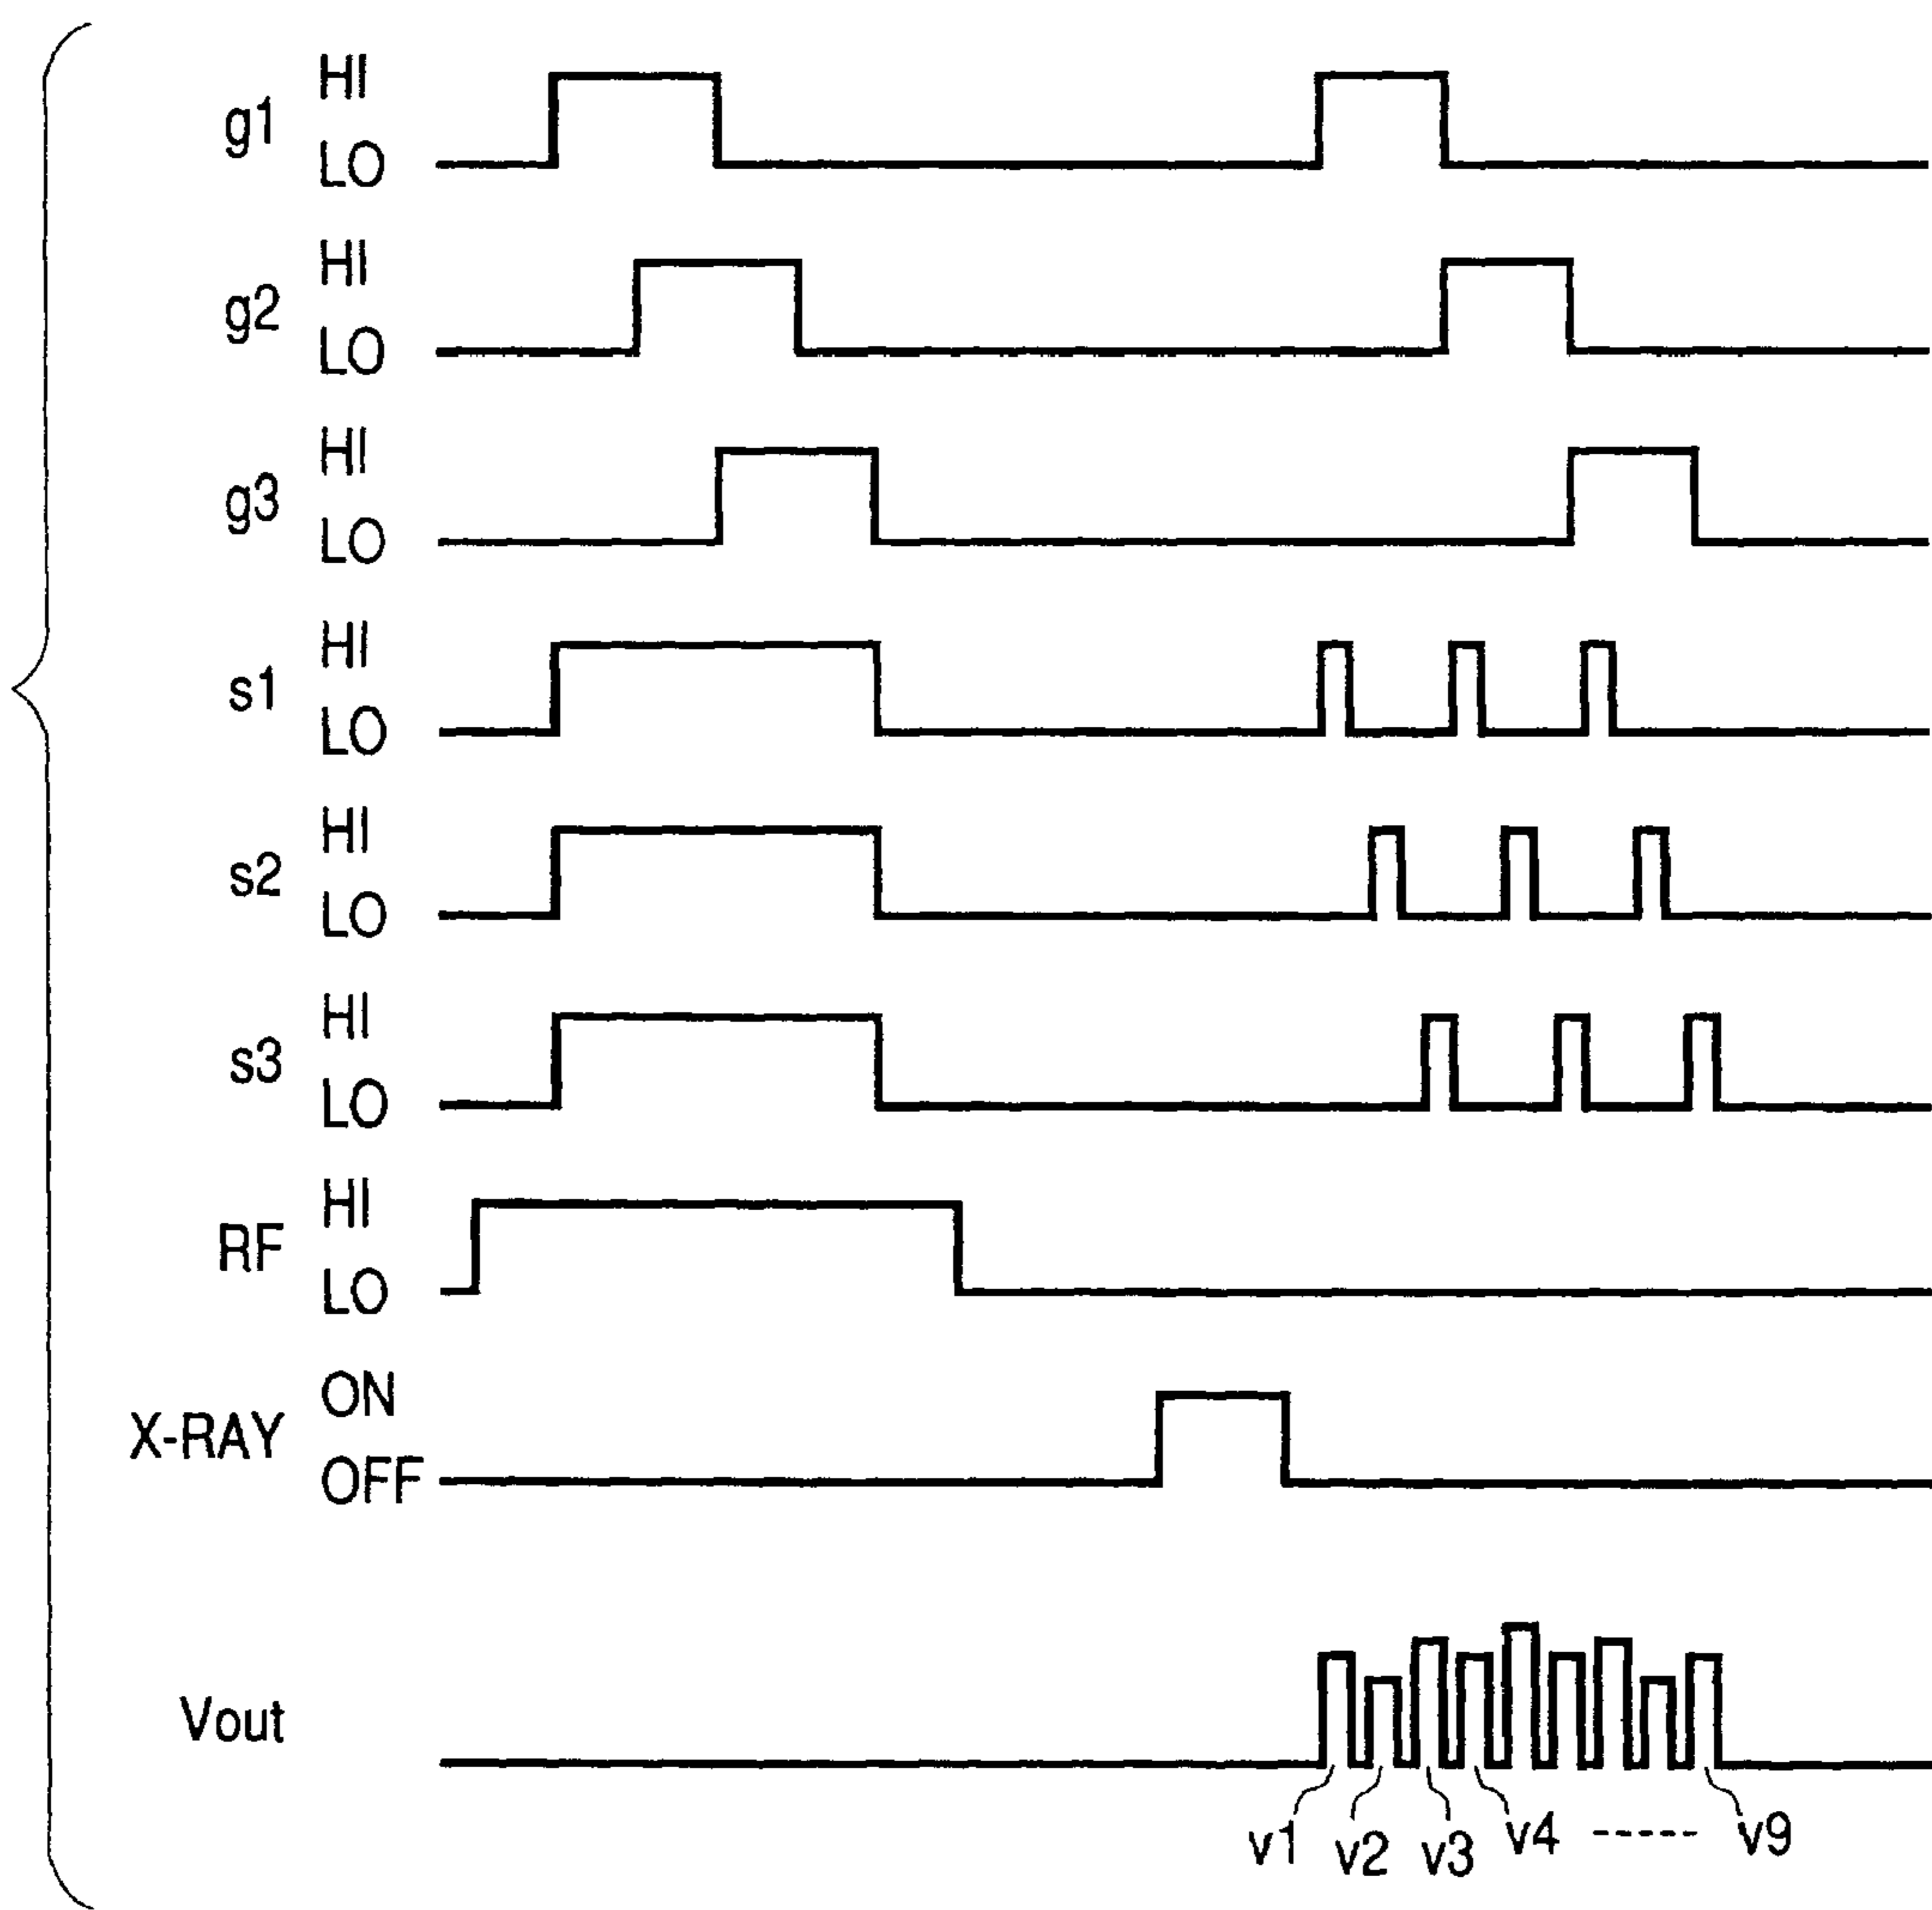 g1 HI LO
g2 HI LO
g3 HI LO
s1 HI LO
s2 HI LO
s3 HI LO
RF HI LO
X-RAY ON OFF
Vout
v1 v2 v3 v4 ----- v9